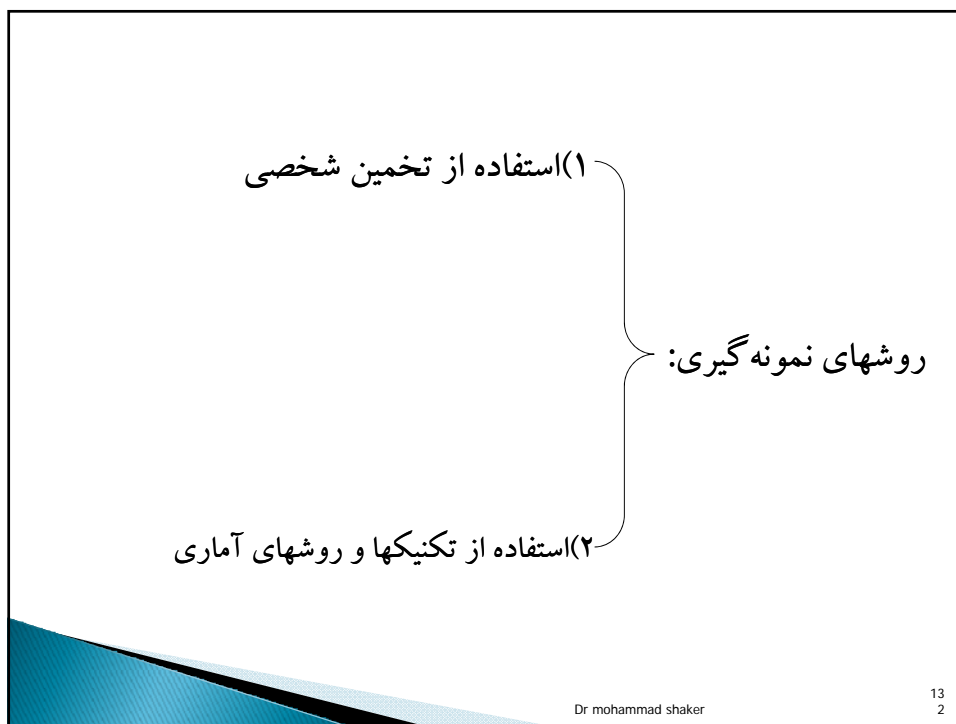 ۱)استفاده از تخمین شخصی
روشهای نمونه‌گیری:
۲)استفاده از تکنیکها و روشهای آماری
Dr mohammad shaker
13
2